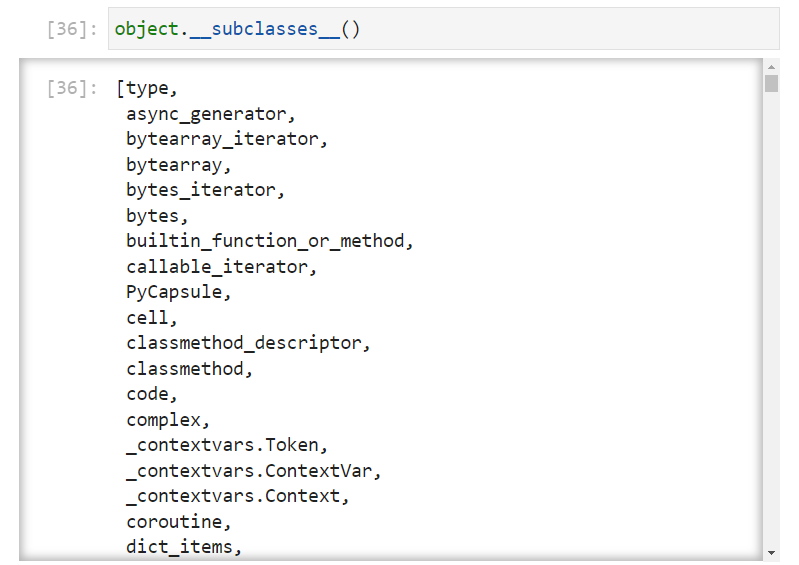 [36]: object.__subclasses__()
[36]: [type,
async_generator,
bytearray_iterator,
bytearray,
bytes_iterator,
bytes,
builtin_function_or_method,
callable_iterator,
PyCapsule,
cell,
classmethod_descriptor,
classmethod,
code,
complex,
_contextvars.Token,
_contextvars.ContextVar,
_contextvars.Context,
coroutine,
dict_items,